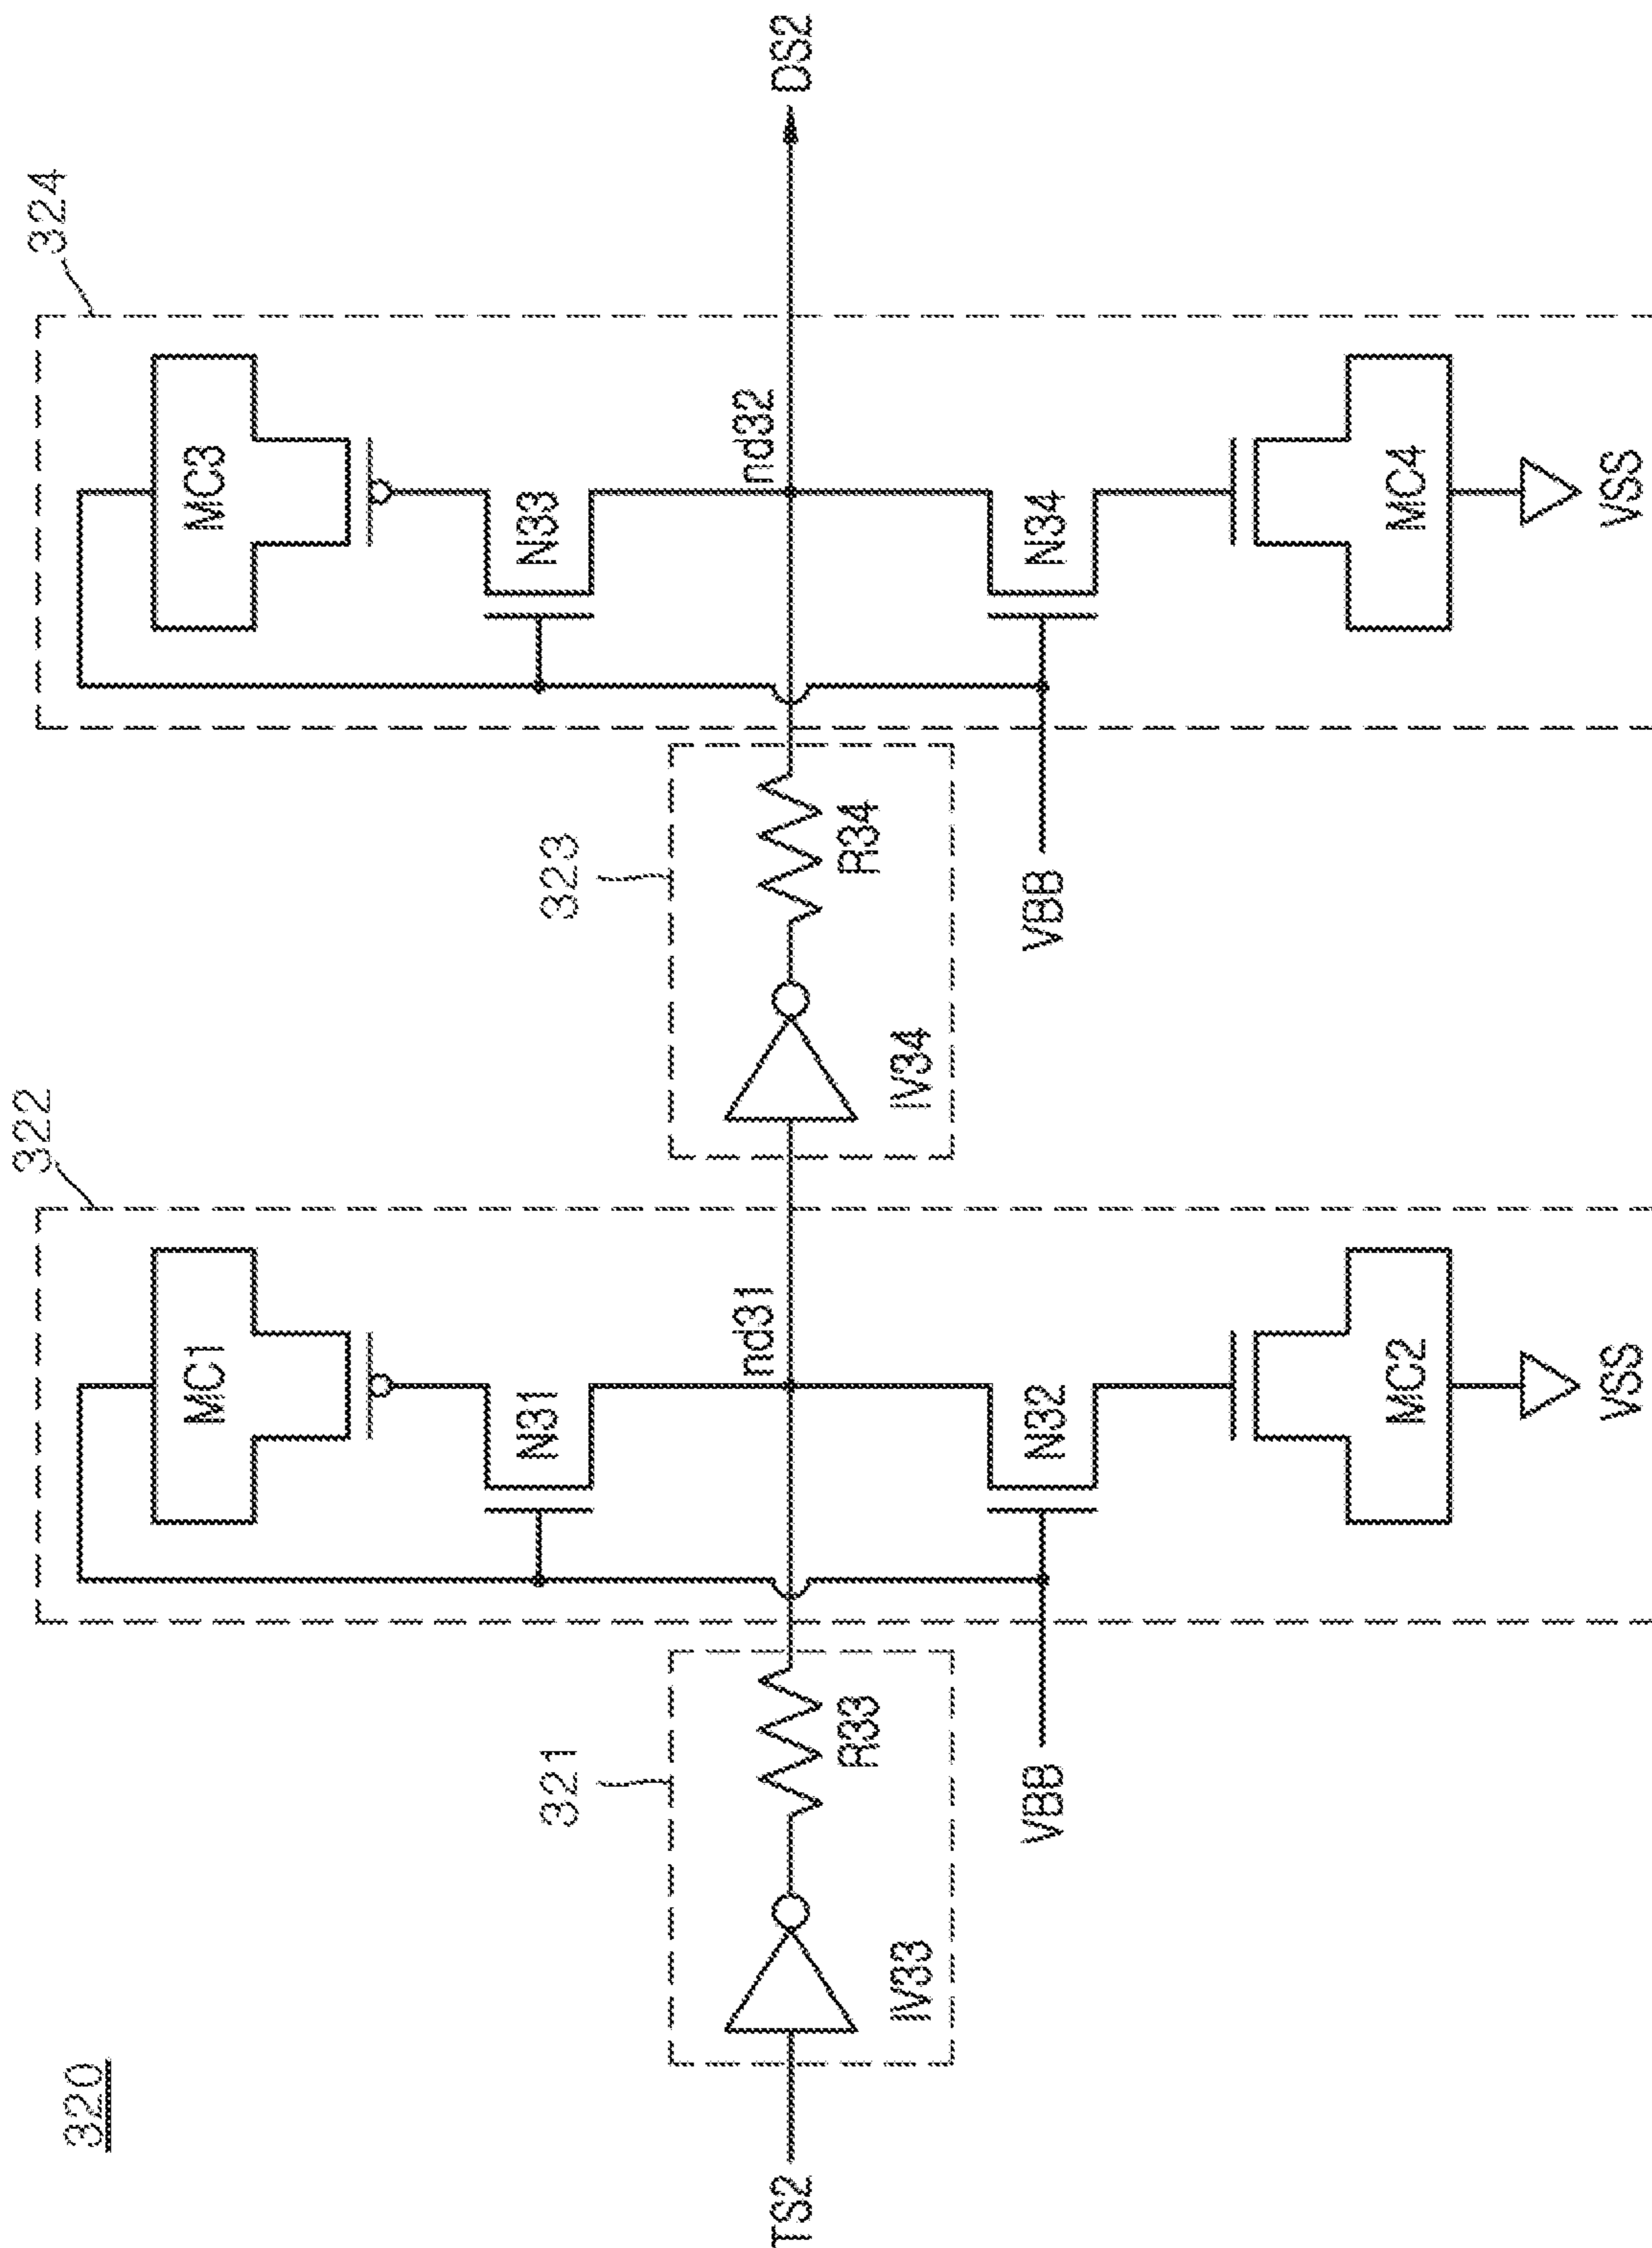 320
322
324
MC1
MC3
N31
N33
321
nd31
323
nd32
TS2
DS2
R33
R34
IV33
IV34
N32
N34
VBB
VBB
MC2
MC4
VSS
VSS